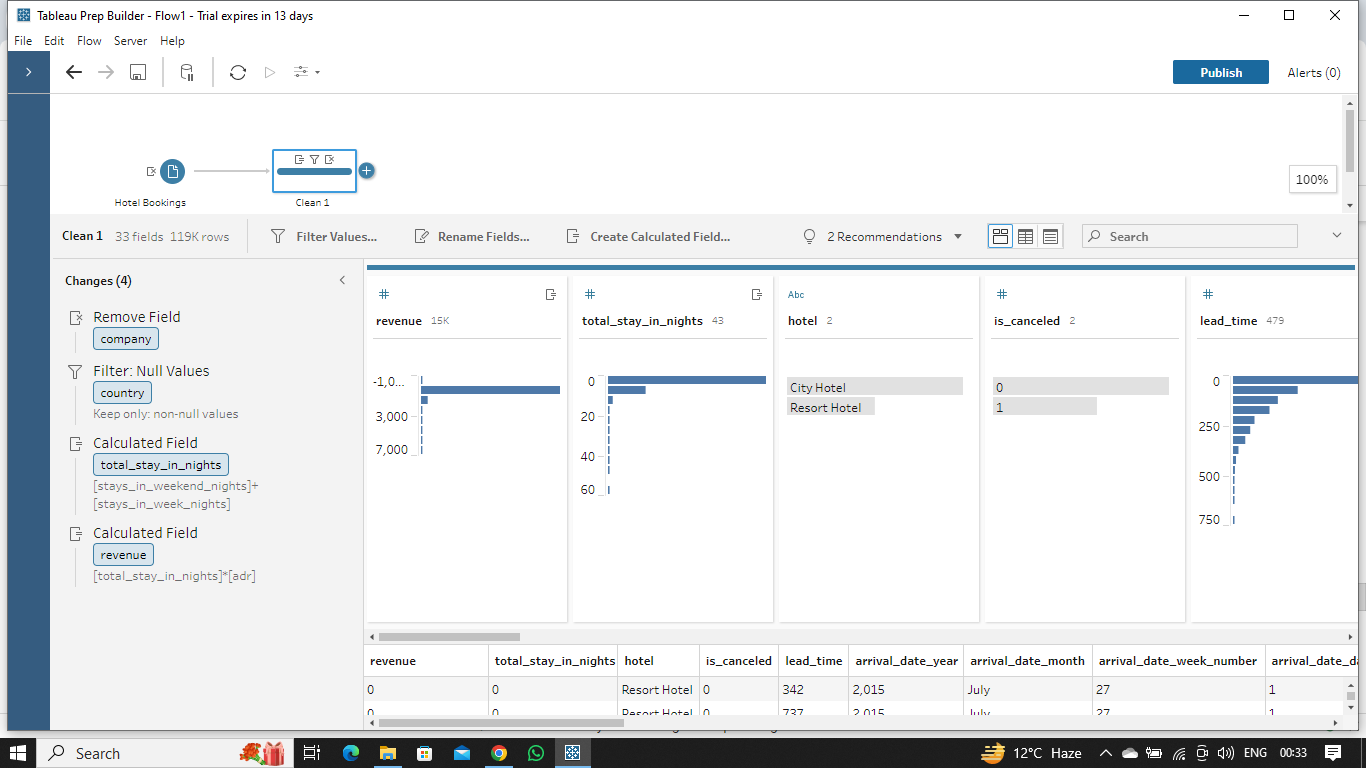 Tableau Prep Builder - Flow1 - Trial expires in 13 days
File Edit Flow Server Help
Publish Alerts (0)
100%
Hotel Bookings Clean 1
Clean 1 33 fields 119K rows Filter Values... Rename Fields... Create Calculated Field... 2 Recommendations Search
Changes (4)
Remove Field
company
Filter: Null Values
country
Keep only: non-null values
Calculated Field
total_stay_in_nights
[stays_in_weekend_nights]+
[stays_in_week_nights]
Calculated Field
revenue
[total_stay_in_nights]*[adr]
# # Abc # #
revenue 15K total_stay_in_nights 43 hotel 2 is_canceled 2 lead_time 479
-1,0...
3,000
7,000
0
20
40
60
City Hotel
Resort Hotel
0
1
0
250
500
750
revenue total_stay_in_nights hotel is_canceled lead_time arrival_date_year arrival_date_month arrival_date_week_number arrival_date_d
0 0 Resort Hotel 0 342 2,015 July 27 1
0 0 Resort Hotel 0 737 2,015 July 27 1
Search 12°C Haze ENG 00:33